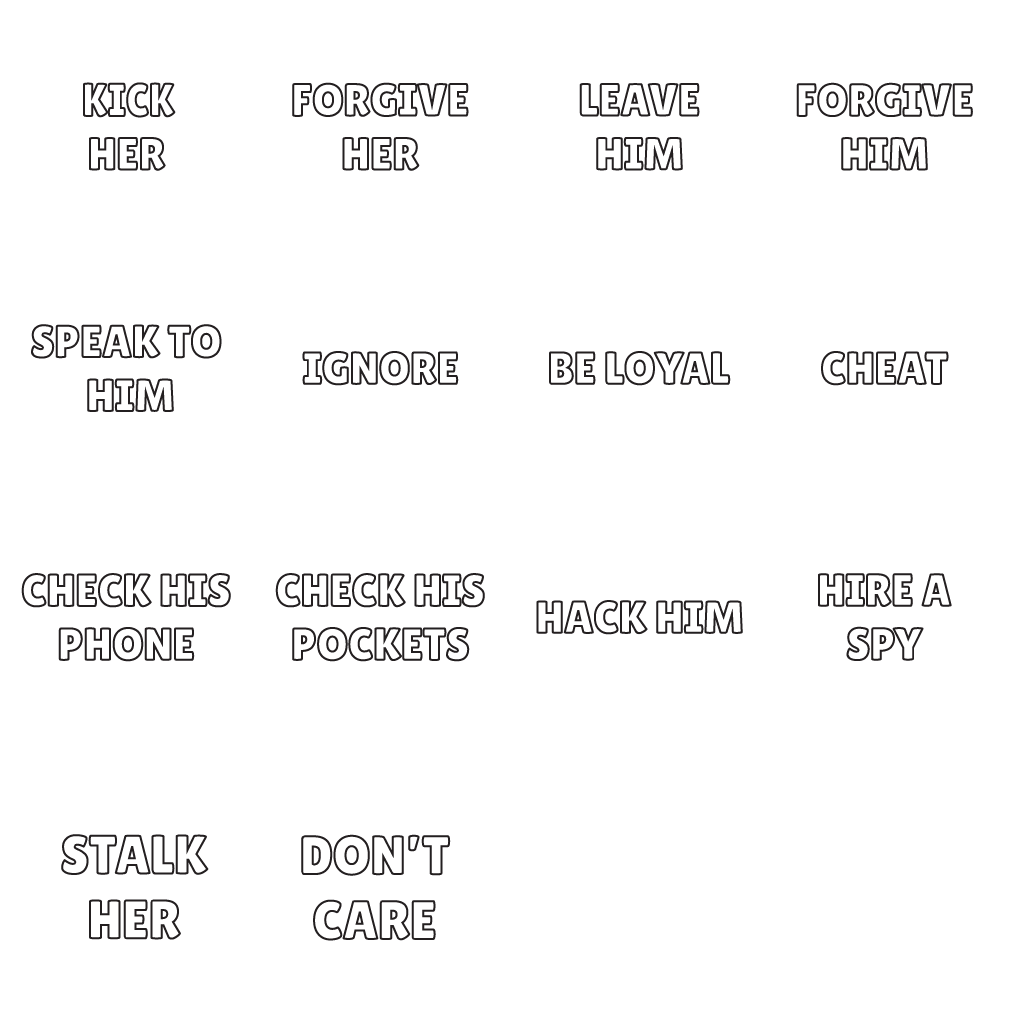 KICK
HER
FORGIVE
HER
LEAVE
HIM
FORGIVE
HIM
SPEAK TO
HIM
IGNORE
BE LOYAL
CHEAT
CHECK HIS
PHONE
CHECK HIS
POCKETS
HACK HIM
HIRE A
SPY
STALK
HER
DON'T
CARE